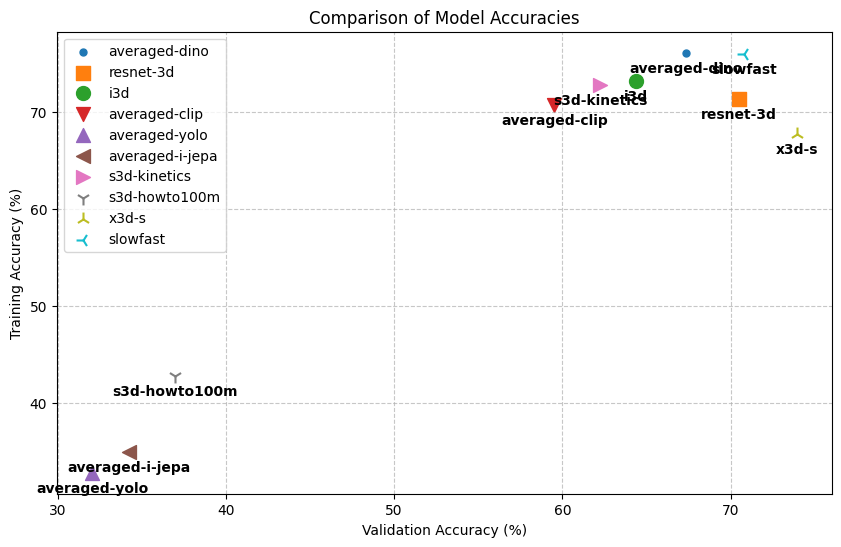 Comparison of Model Accuracies
averaged-dino
resnet-3d
i3d
averaged-clip
averaged-yolo
averaged-i-jepa
s3d-kinetics
s3d-howto100m
x3d-s
slowfast
averaged-dino
slowfast
s3d-kinetics
i3d
averaged-clip
resnet-3d
x3d-s
s3d-howto100m
averaged-i-jepa
averaged-yolo
70
60
50
40
Training Accuracy (%)
30 40 50 60 70
Validation Accuracy (%)